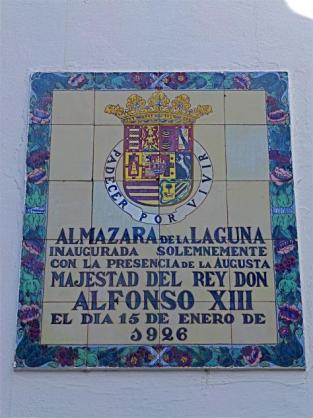 PADECER POR VIVIR
ALMAZARA DE LA LAGUNA
INAUGURADA SOLEMNEMENTE
CON LA PRESENCIA DE LA AUGUSTA
MAJESTAD DEL REY DON
ALFONSO XIII
EL DIA 15 DE ENERO DE
1926